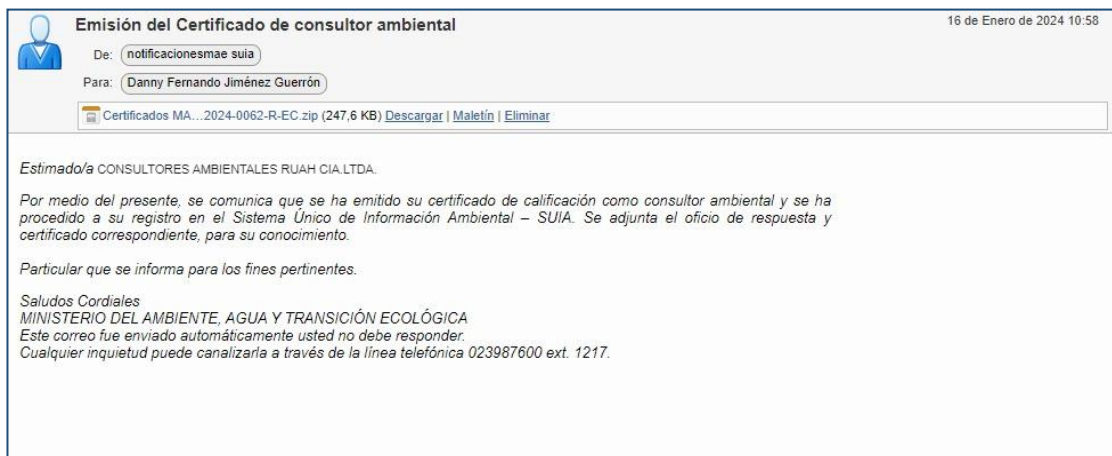 Emisión del Certificado de consultor ambiental
16 de Enero de 2024 10:58
De: notificacionesmae suia
Para: Danny Fernando Jiménez Guerrón
Certificados MA…2024-0062-R-EC.zip (247,6 KB) Descargar | Maletín | Eliminar
Estimado/a CONSULTORES AMBIENTALES RUAH CIA.LTDA.
Por medio del presente, se comunica que se ha emitido su certificado de calificación como consultor ambiental y se ha
procedido a su registro en el Sistema Único de Información Ambiental – SUIA. Se adjunta el oficio de respuesta y
certificado correspondiente, para su conocimiento.
Particular que se informa para los fines pertinentes.
Saludos Cordiales
MINISTERIO DEL AMBIENTE, AGUA Y TRANSICIÓN ECOLÓGICA
Este correo fue enviado automáticamente usted no debe responder.
Cualquier inquietud puede canalizarla a través de la línea telefónica 023987600 ext. 1217.